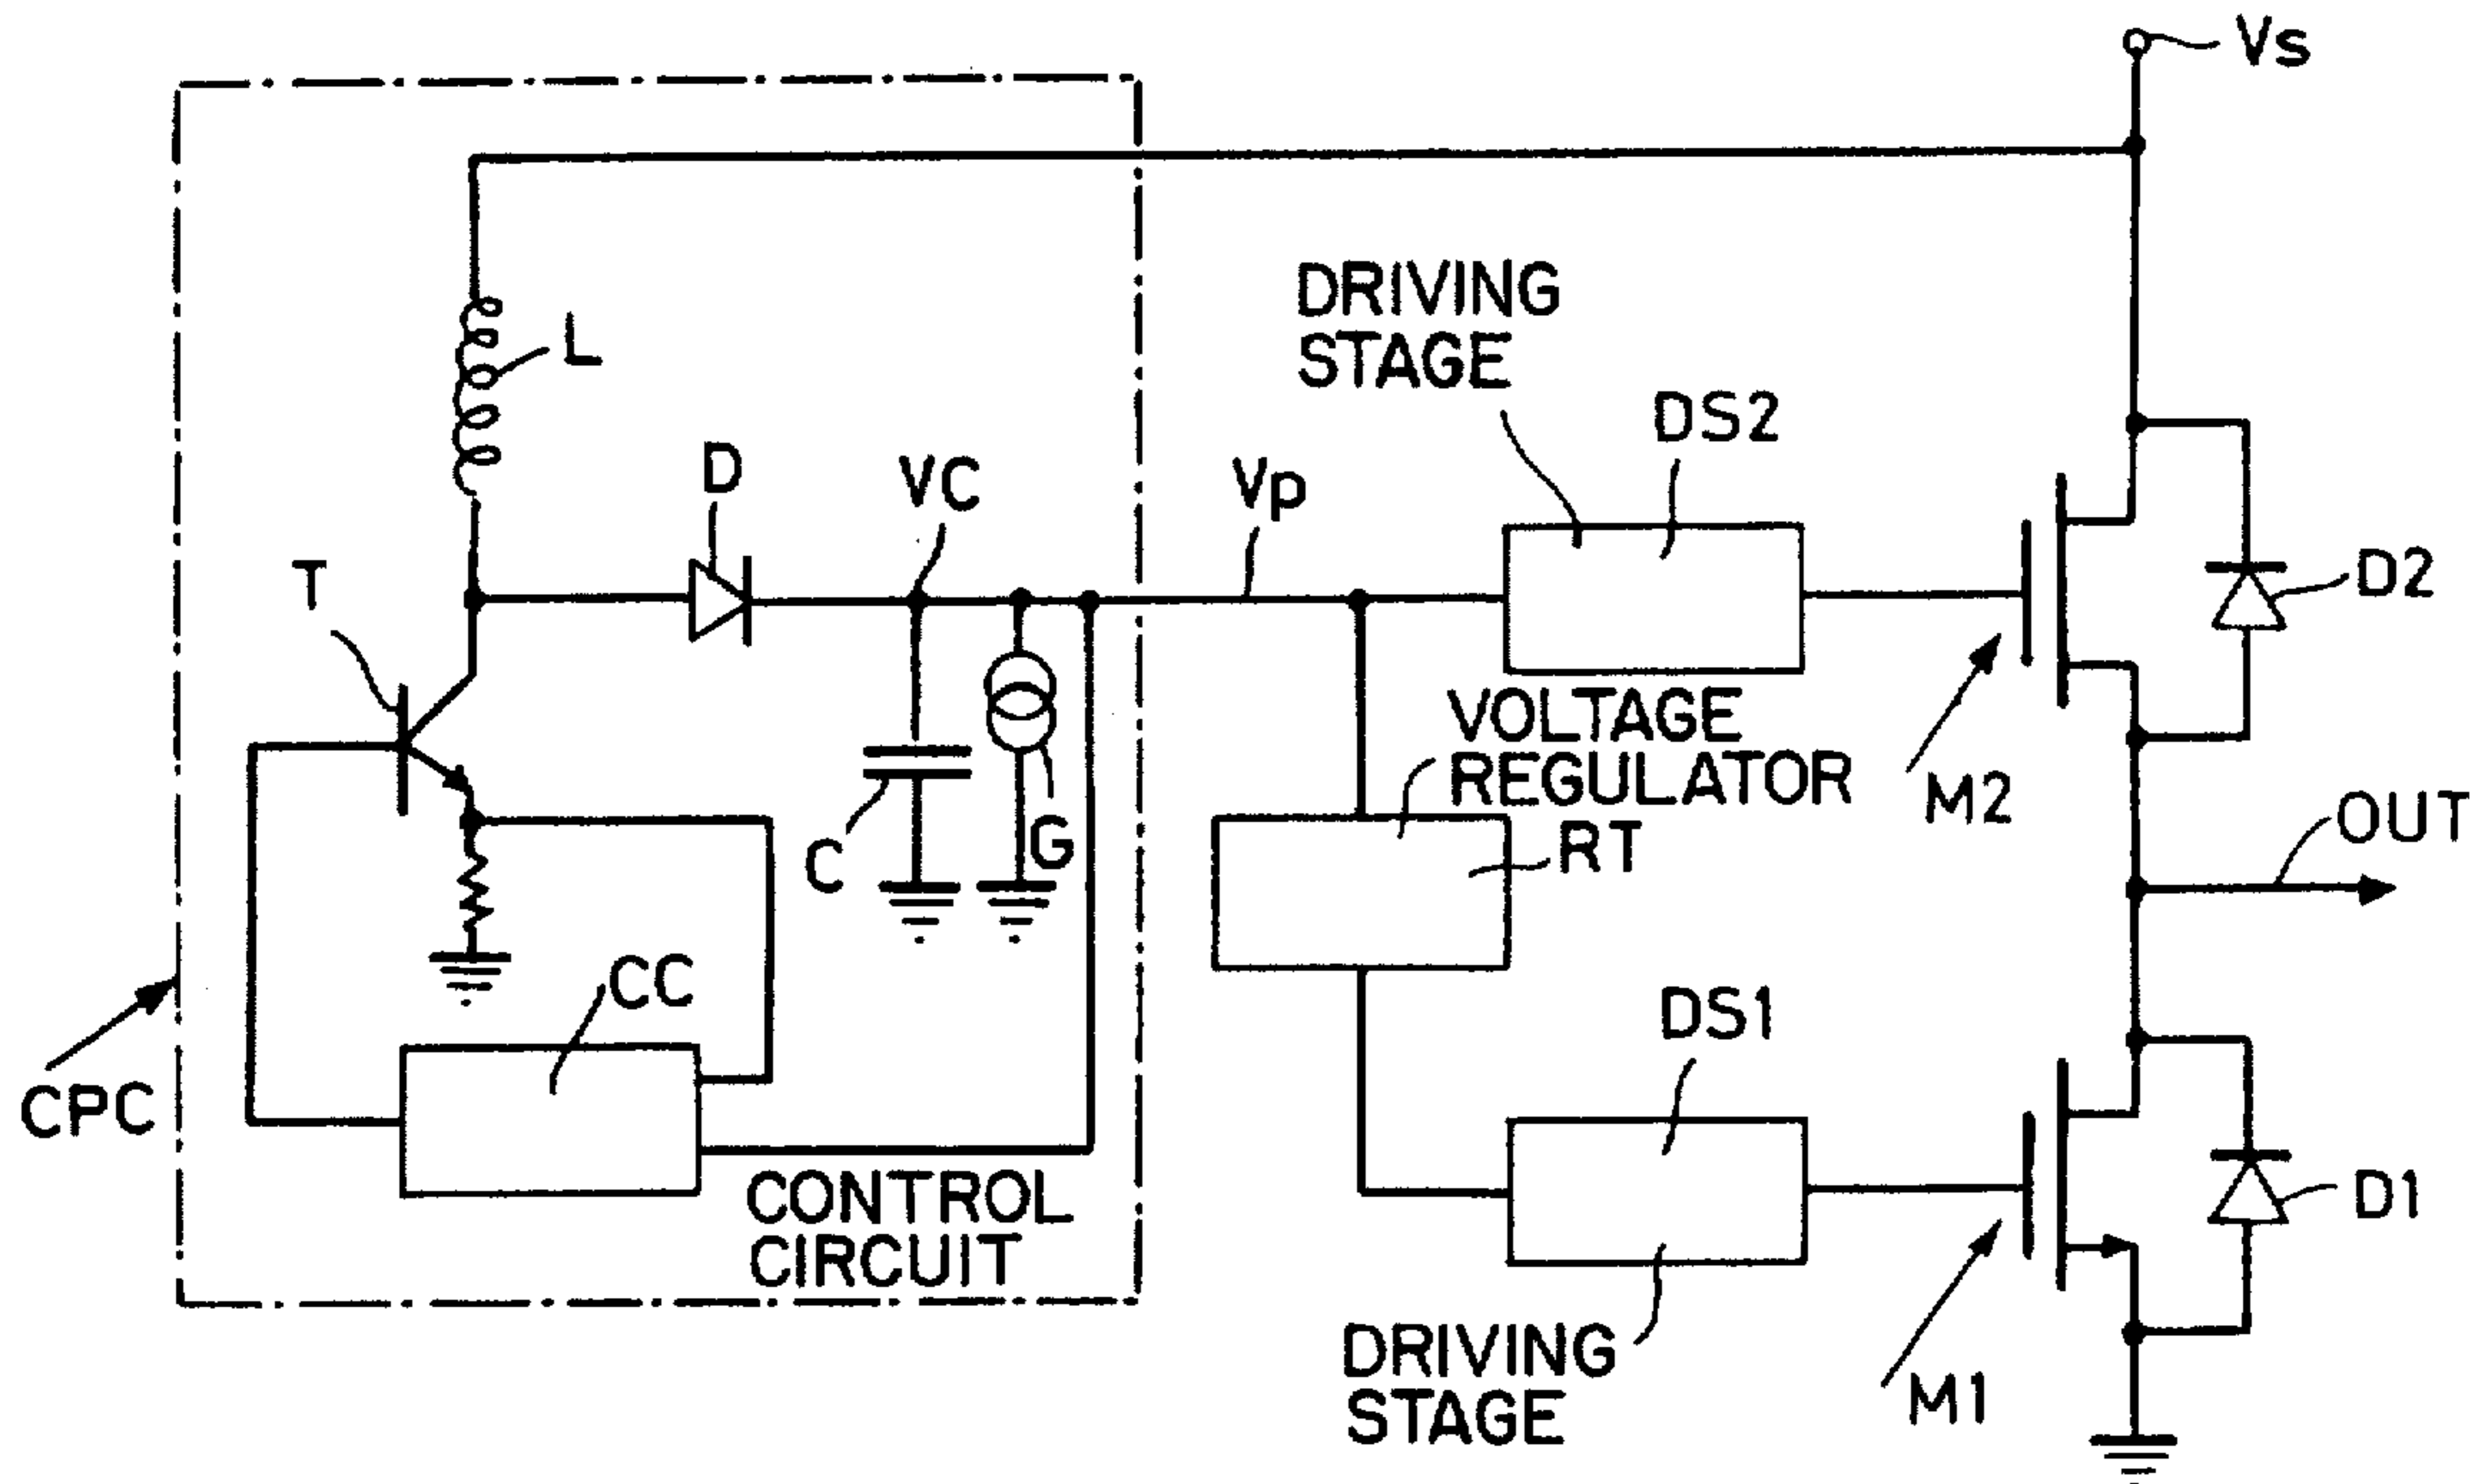 Vs
L
DRIVING
STAGE
DS2
D
VC
Vp
T
D2
VOLTAGE
REGULATOR
RT
M2
OUT
C
G
CC
DS1
CPC
CONTROL
CIRCUIT
D1
DRIVING
STAGE
M1